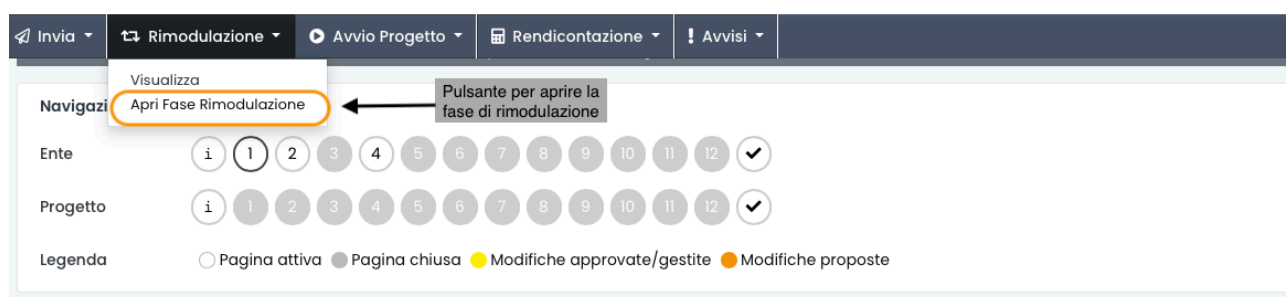 Invia Rimodulazione Avvio Progetto Rendicontazione Avvisi
Visualizza
Apri Fase Rimodulazione
Pulsante per aprire la
fase di rimodulazione
Navigazi
Ente i 1 2 3 4 5 6 7 8 9 10 11 12
Progetto i 1 2 3 4 5 6 7 8 9 10 11 12
Legenda Pagina attiva Pagina chiusa Modifiche approvate/gestite Modifiche proposte